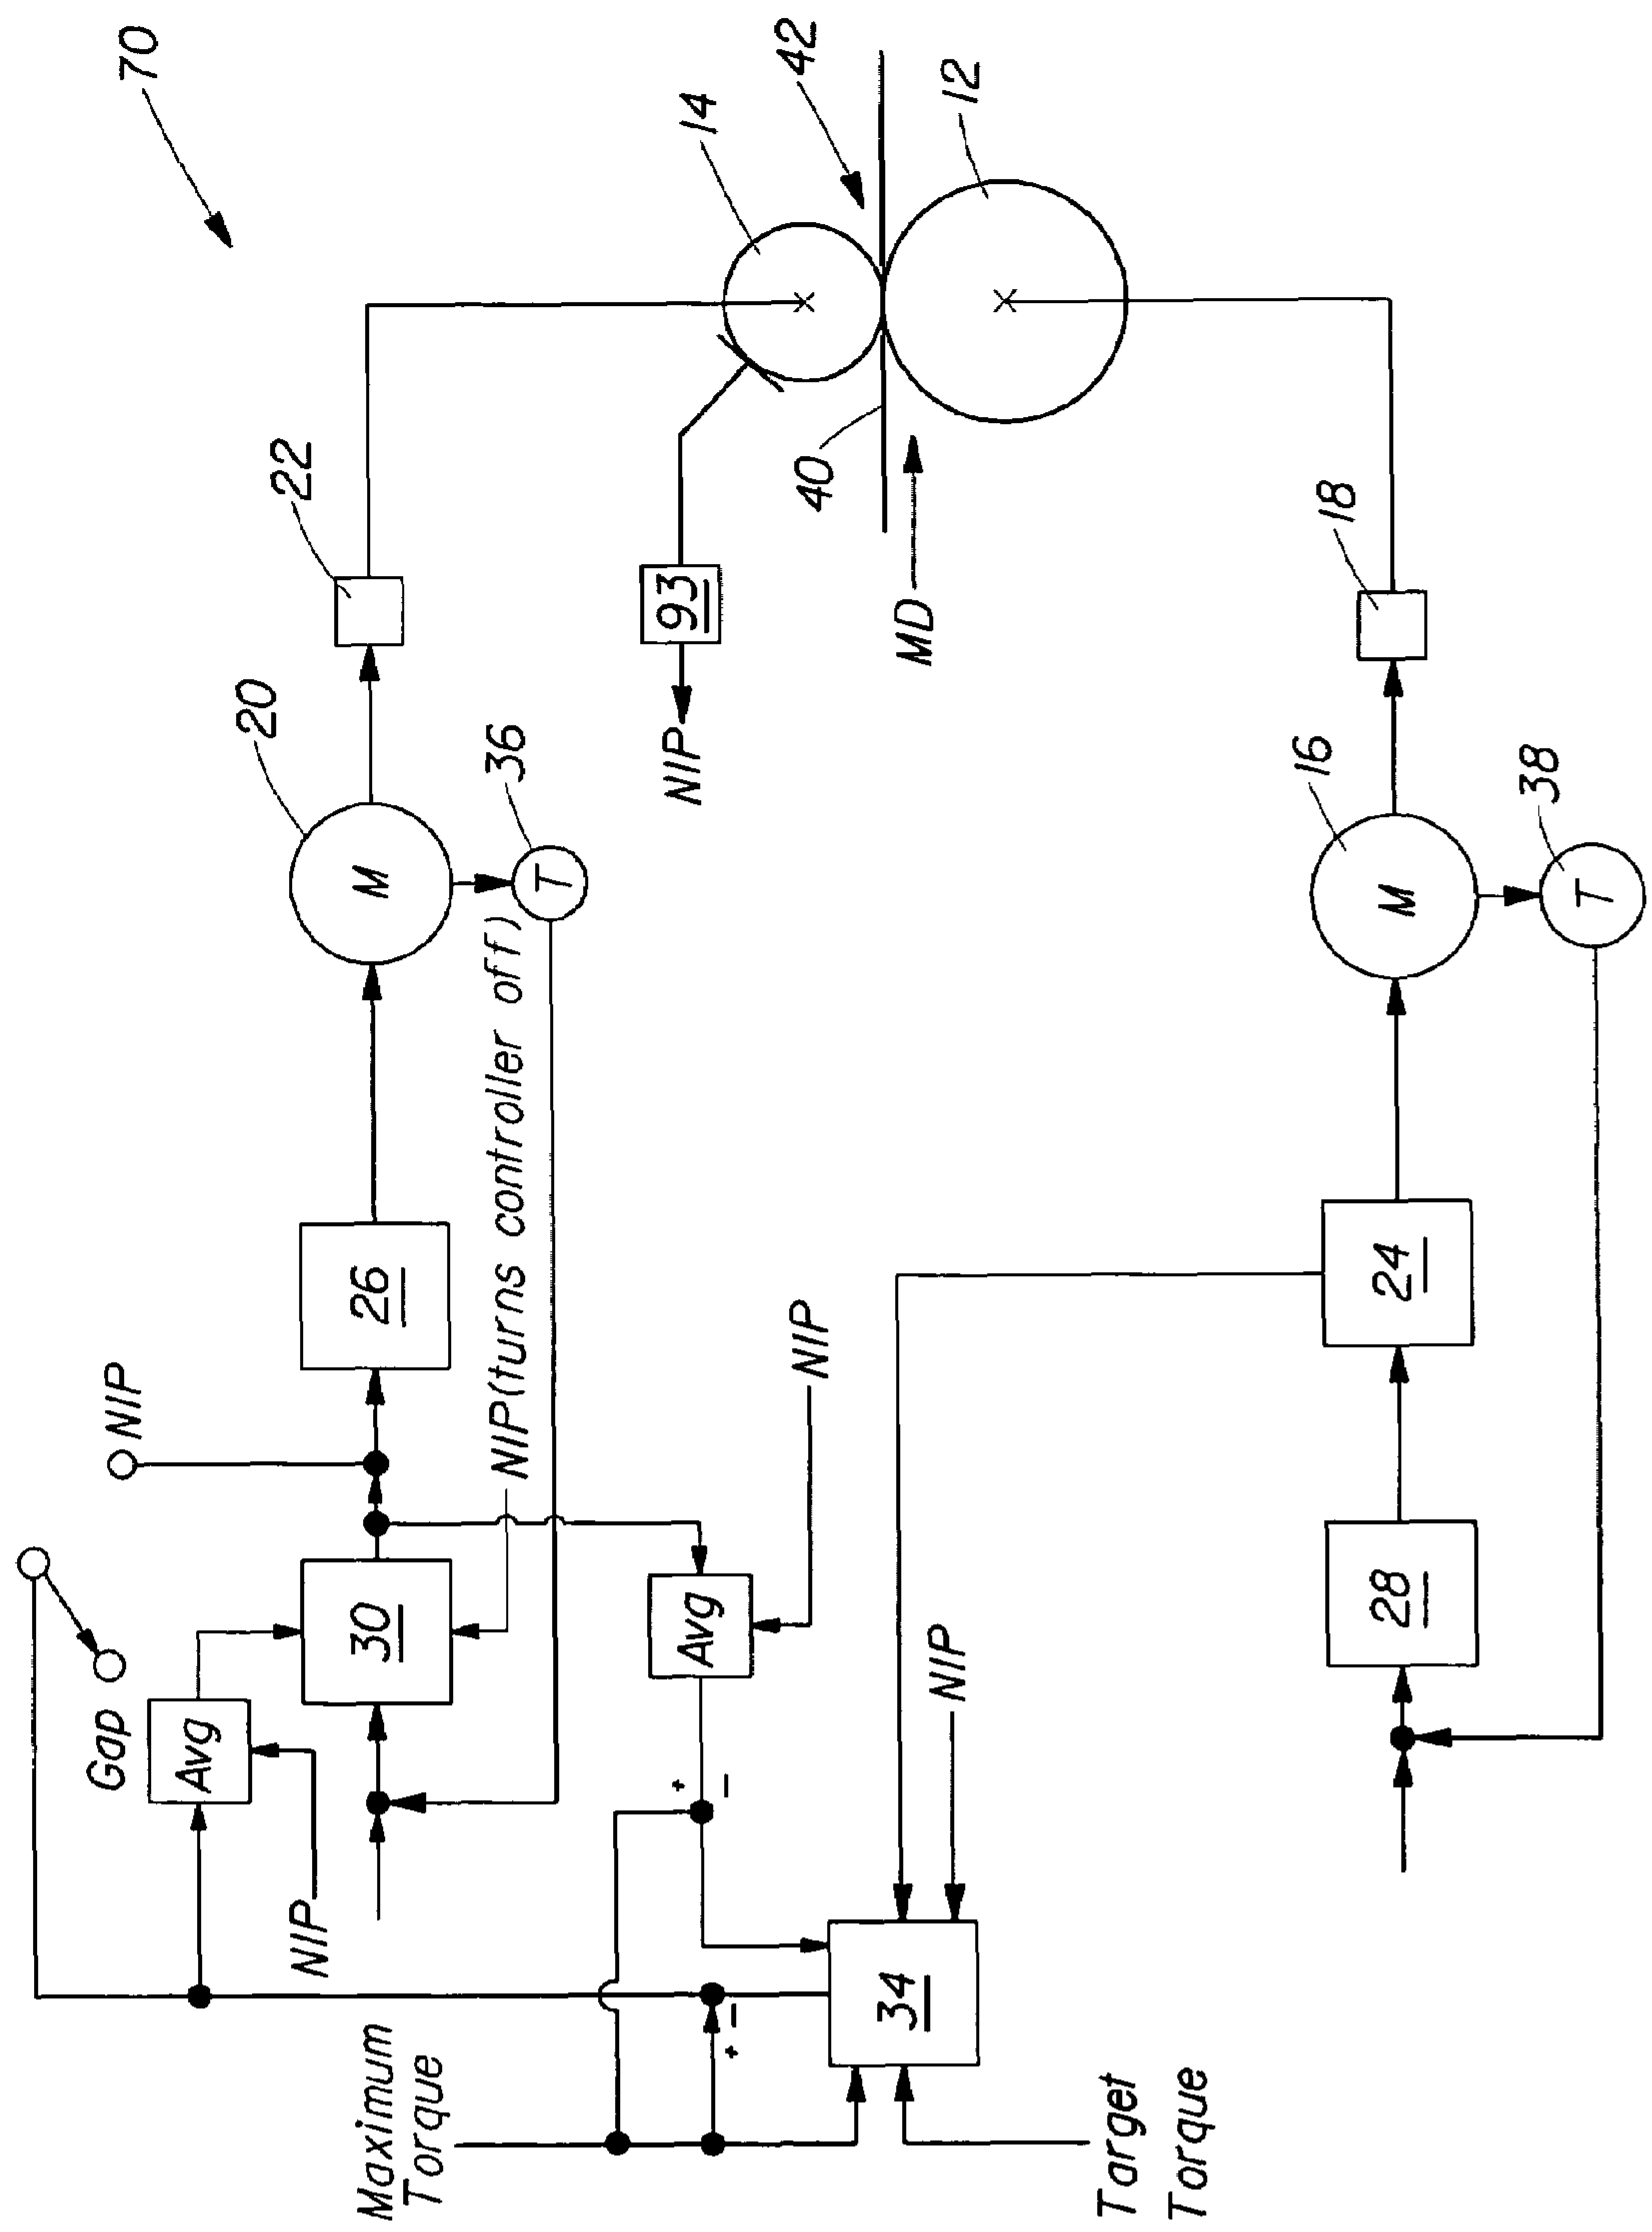 70
42
14
12
22
40
93
MD
NIP
20
36
M
T
18
16
38
M
T
26
NIP(turns controller off)
NIP
Gap
30
Avg
NIP
Avg
NIP
+
−
24
28
NIP
34
+
−
Maximum
Torque
Target
Torque